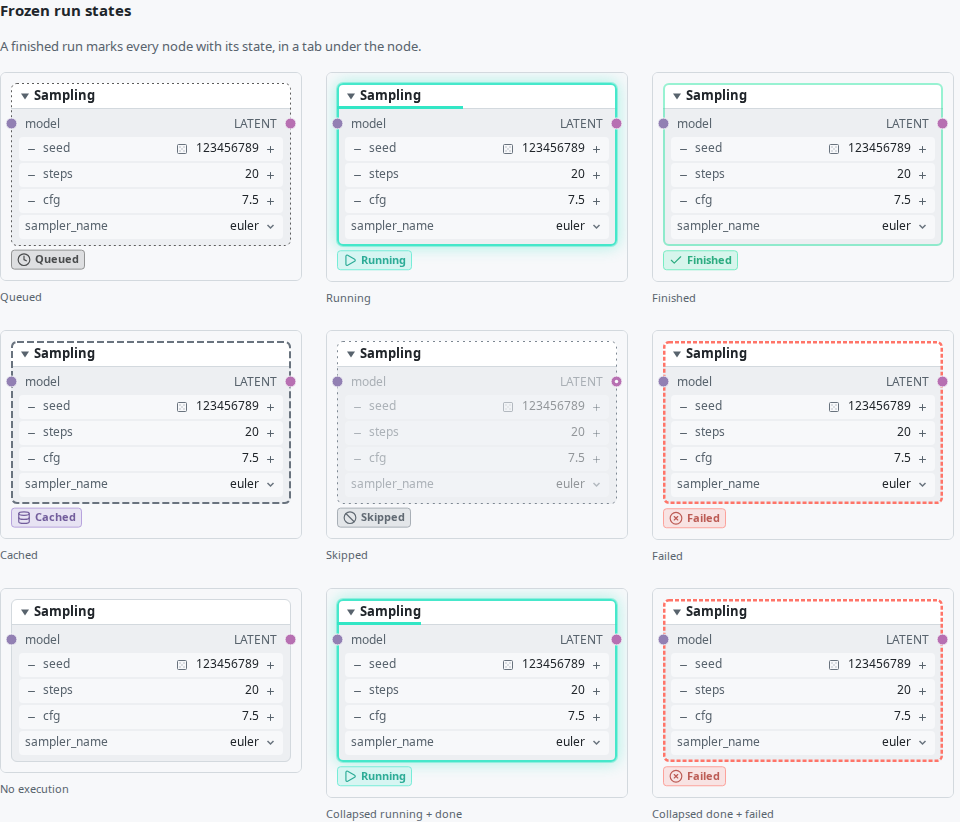 Frozen run states
A finished run marks every node with its state, in a tab under the node.
Sampling
model LATENT
seed 123456789 +
steps 20 +
cfg 7.5 +
sampler_name euler
Queued
Queued
Sampling
model LATENT
seed 123456789 +
steps 20 +
cfg 7.5 +
sampler_name euler
Running
Running
Sampling
model LATENT
seed 123456789 +
steps 20 +
cfg 7.5 +
sampler_name euler
Finished
Finished
Sampling
model LATENT
seed 123456789 +
steps 20 +
cfg 7.5 +
sampler_name euler
Cached
Cached
Sampling
model LATENT
seed 123456789 +
steps 20 +
cfg 7.5 +
sampler_name euler
Skipped
Skipped
Sampling
model LATENT
seed 123456789 +
steps 20 +
cfg 7.5 +
sampler_name euler
Failed
Failed
Sampling
model LATENT
seed 123456789 +
steps 20 +
cfg 7.5 +
sampler_name euler
No execution
Sampling
model LATENT
seed 123456789 +
steps 20 +
cfg 7.5 +
sampler_name euler
Running
Collapsed running + done
Sampling
model LATENT
seed 123456789 +
steps 20 +
cfg 7.5 +
sampler_name euler
Failed
Collapsed done + failed